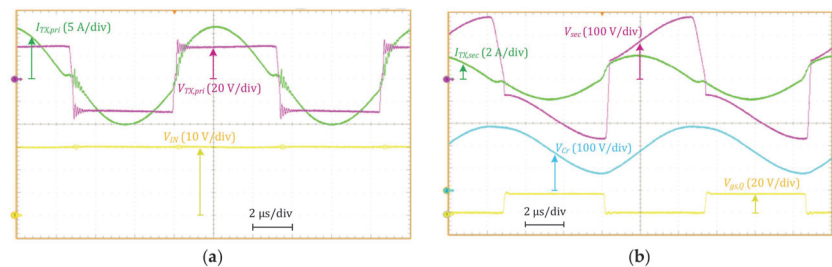 I_TX,pri (5 A/div)
V_TX,pri (20 V/div)
V_IN (10 V/div)
2 μs/div
(a)
V_sec (100 V/div)
I_TX,sec (2 A/div)
V_Cr (100 V/div)
V_gs,Q (20 V/div)
2 μs/div
(b)